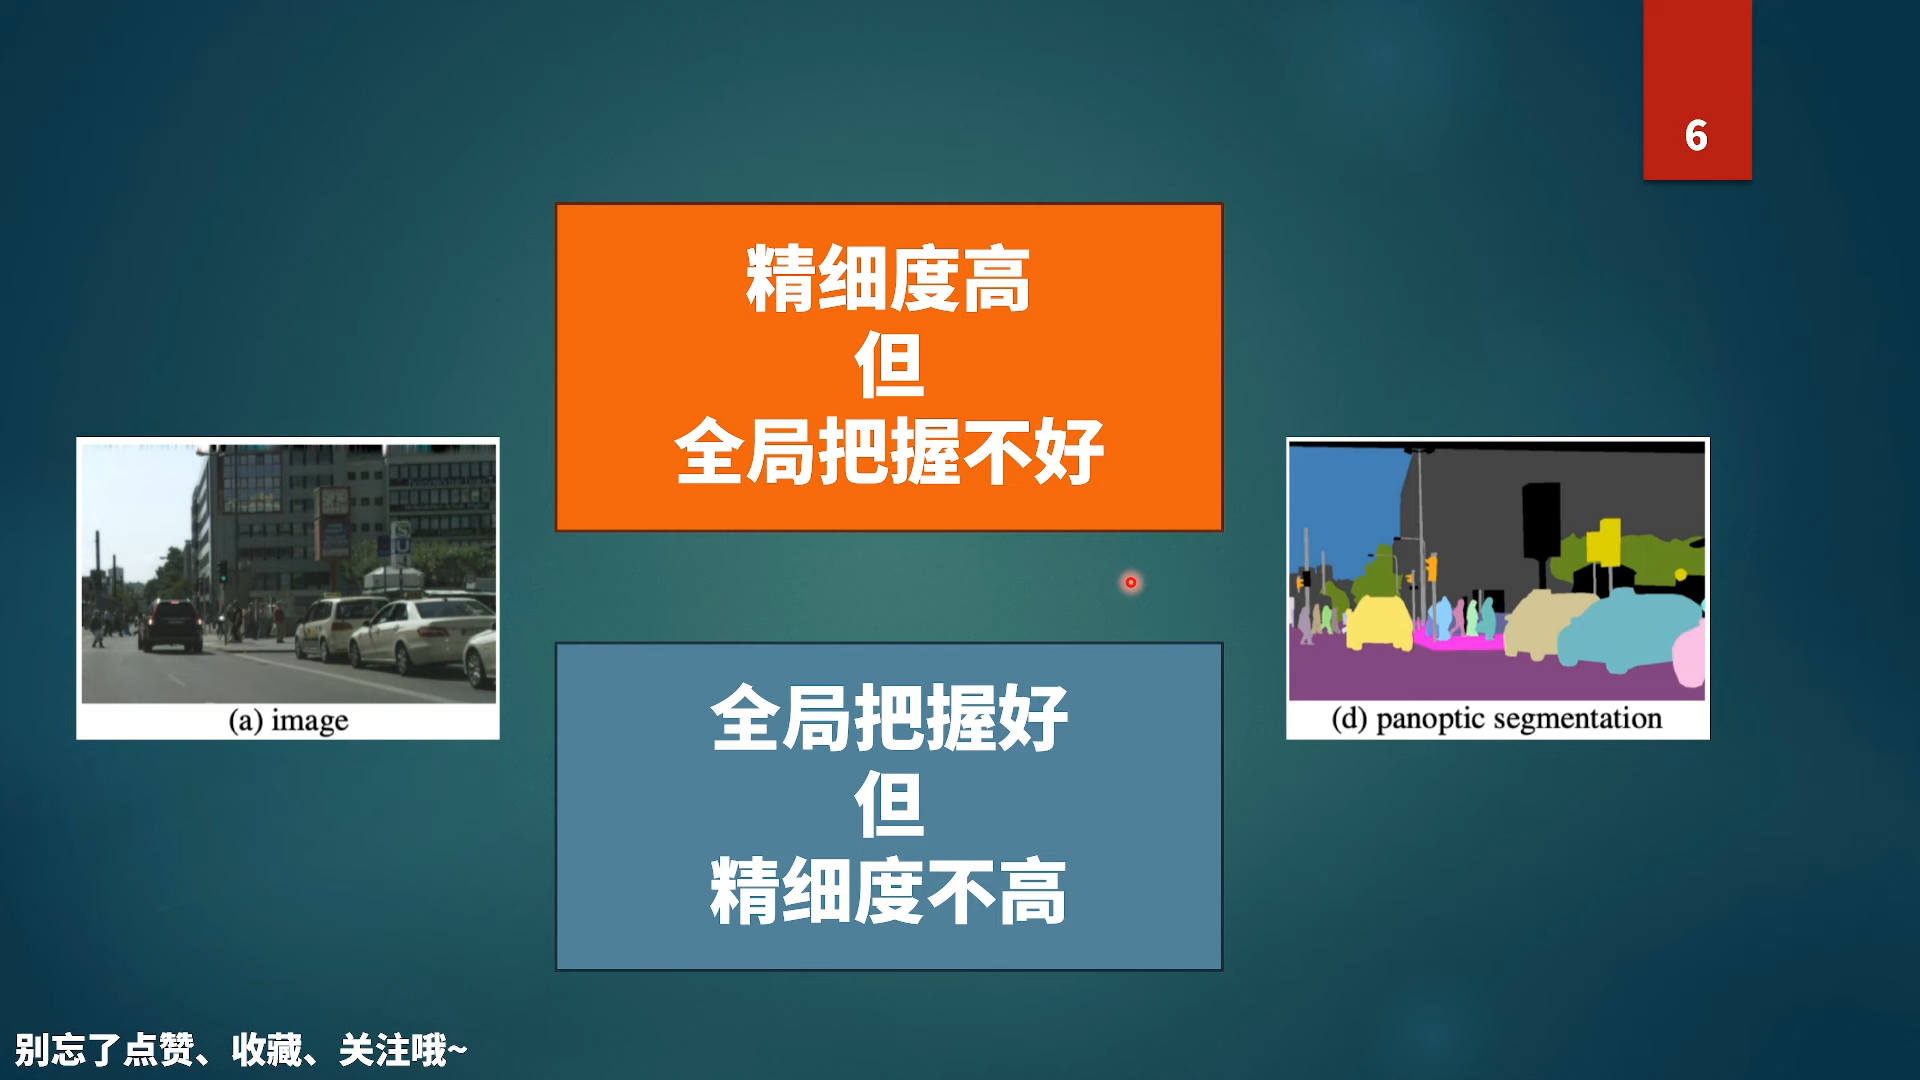 6
精细度高
但
全局把握不好
(a) image
(d) panoptic segmentation
全局把握好
但
精细度不高
别忘了点赞、收藏、关注哦~